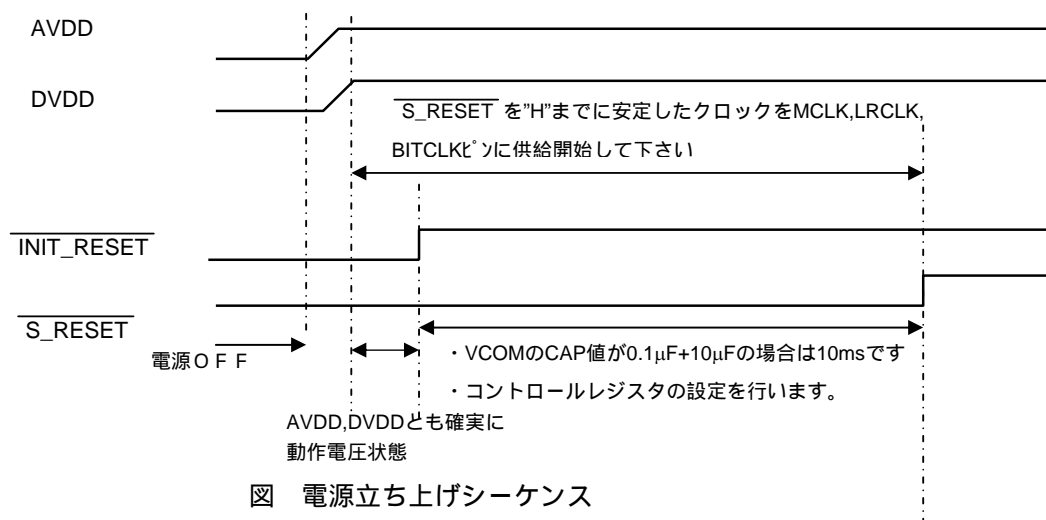 AVDD
DVDD
S_RESET を"H"までに安定したクロックをMCLK,LRCLK,
BITCLKﾋﾟﾝに供給開始して下さい
INIT_RESET
S_RESET
電源ＯＦＦ
・VCOMのCAP値が0.1μF+10μFの場合は10msです
・コントロールレジスタの設定を行います。
AVDD,DVDDとも確実に
動作電圧状態
図　電源立ち上げシーケンス